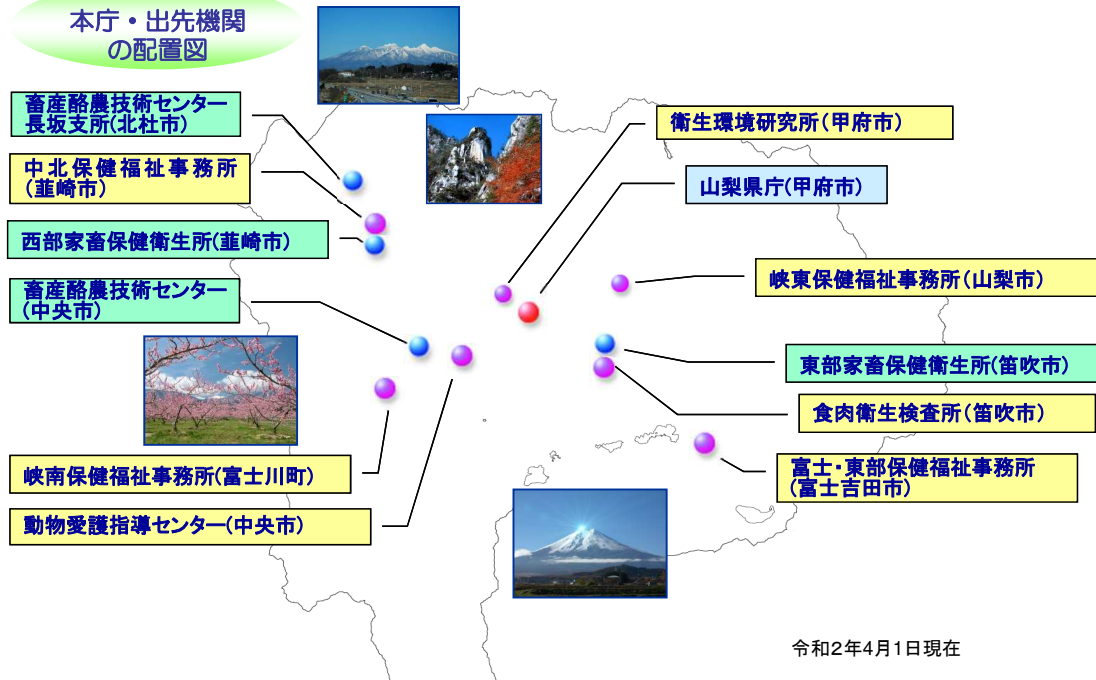 本庁・出先機関
の配置図
畜産酪農技術センター
長坂支所(北杜市)
中北保健福祉事務所
(韮崎市)
西部家畜保健衛生所(韮崎市)
畜産酪農技術センター
(中央市)
峡南保健福祉事務所(富士川町)
動物愛護指導センター(中央市)
衛生環境研究所(甲府市)
山梨県庁(甲府市)
峡東保健福祉事務所(山梨市)
東部家畜保健衛生所(笛吹市)
食肉衛生検査所(笛吹市)
富士・東部保健福祉事務所
(富士吉田市)
令和2年4月1日現在